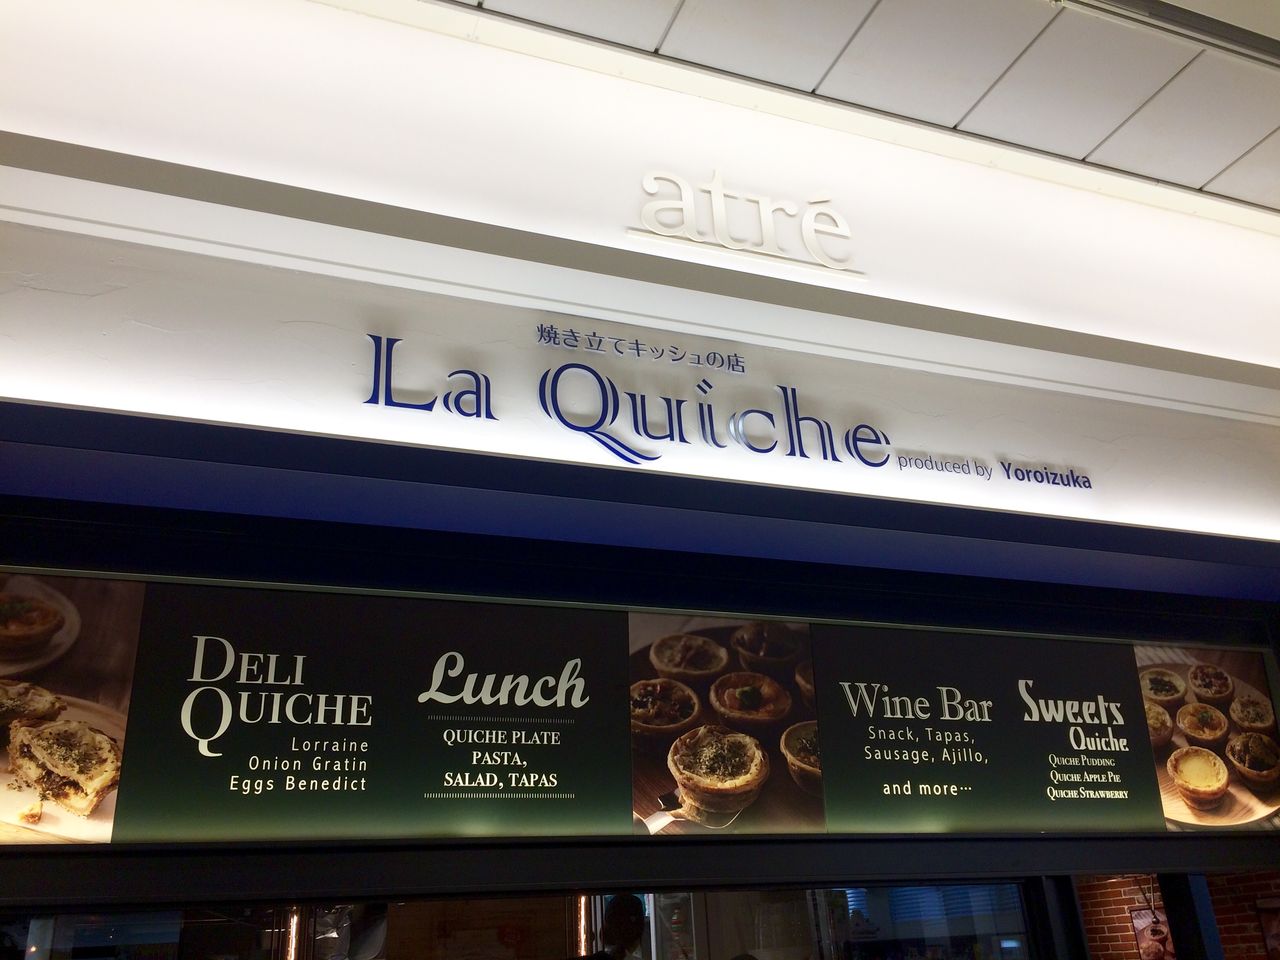 atré
焼き立てキッシュの店
La Quiche produced by Yoroizuka
DELI
QUICHE
Lorraine
Onion Gratin
Eggs Benedict
Lunch
QUICHE PLATE
PASTA,
SALAD, TAPAS
Wine Bar
Snack, Tapas,
Sausage, Ajillo,
and more…
Sweets
Quiche
QUICHE PUDDING
QUICHE APPLE PIE
QUICHE STRAWBERRY